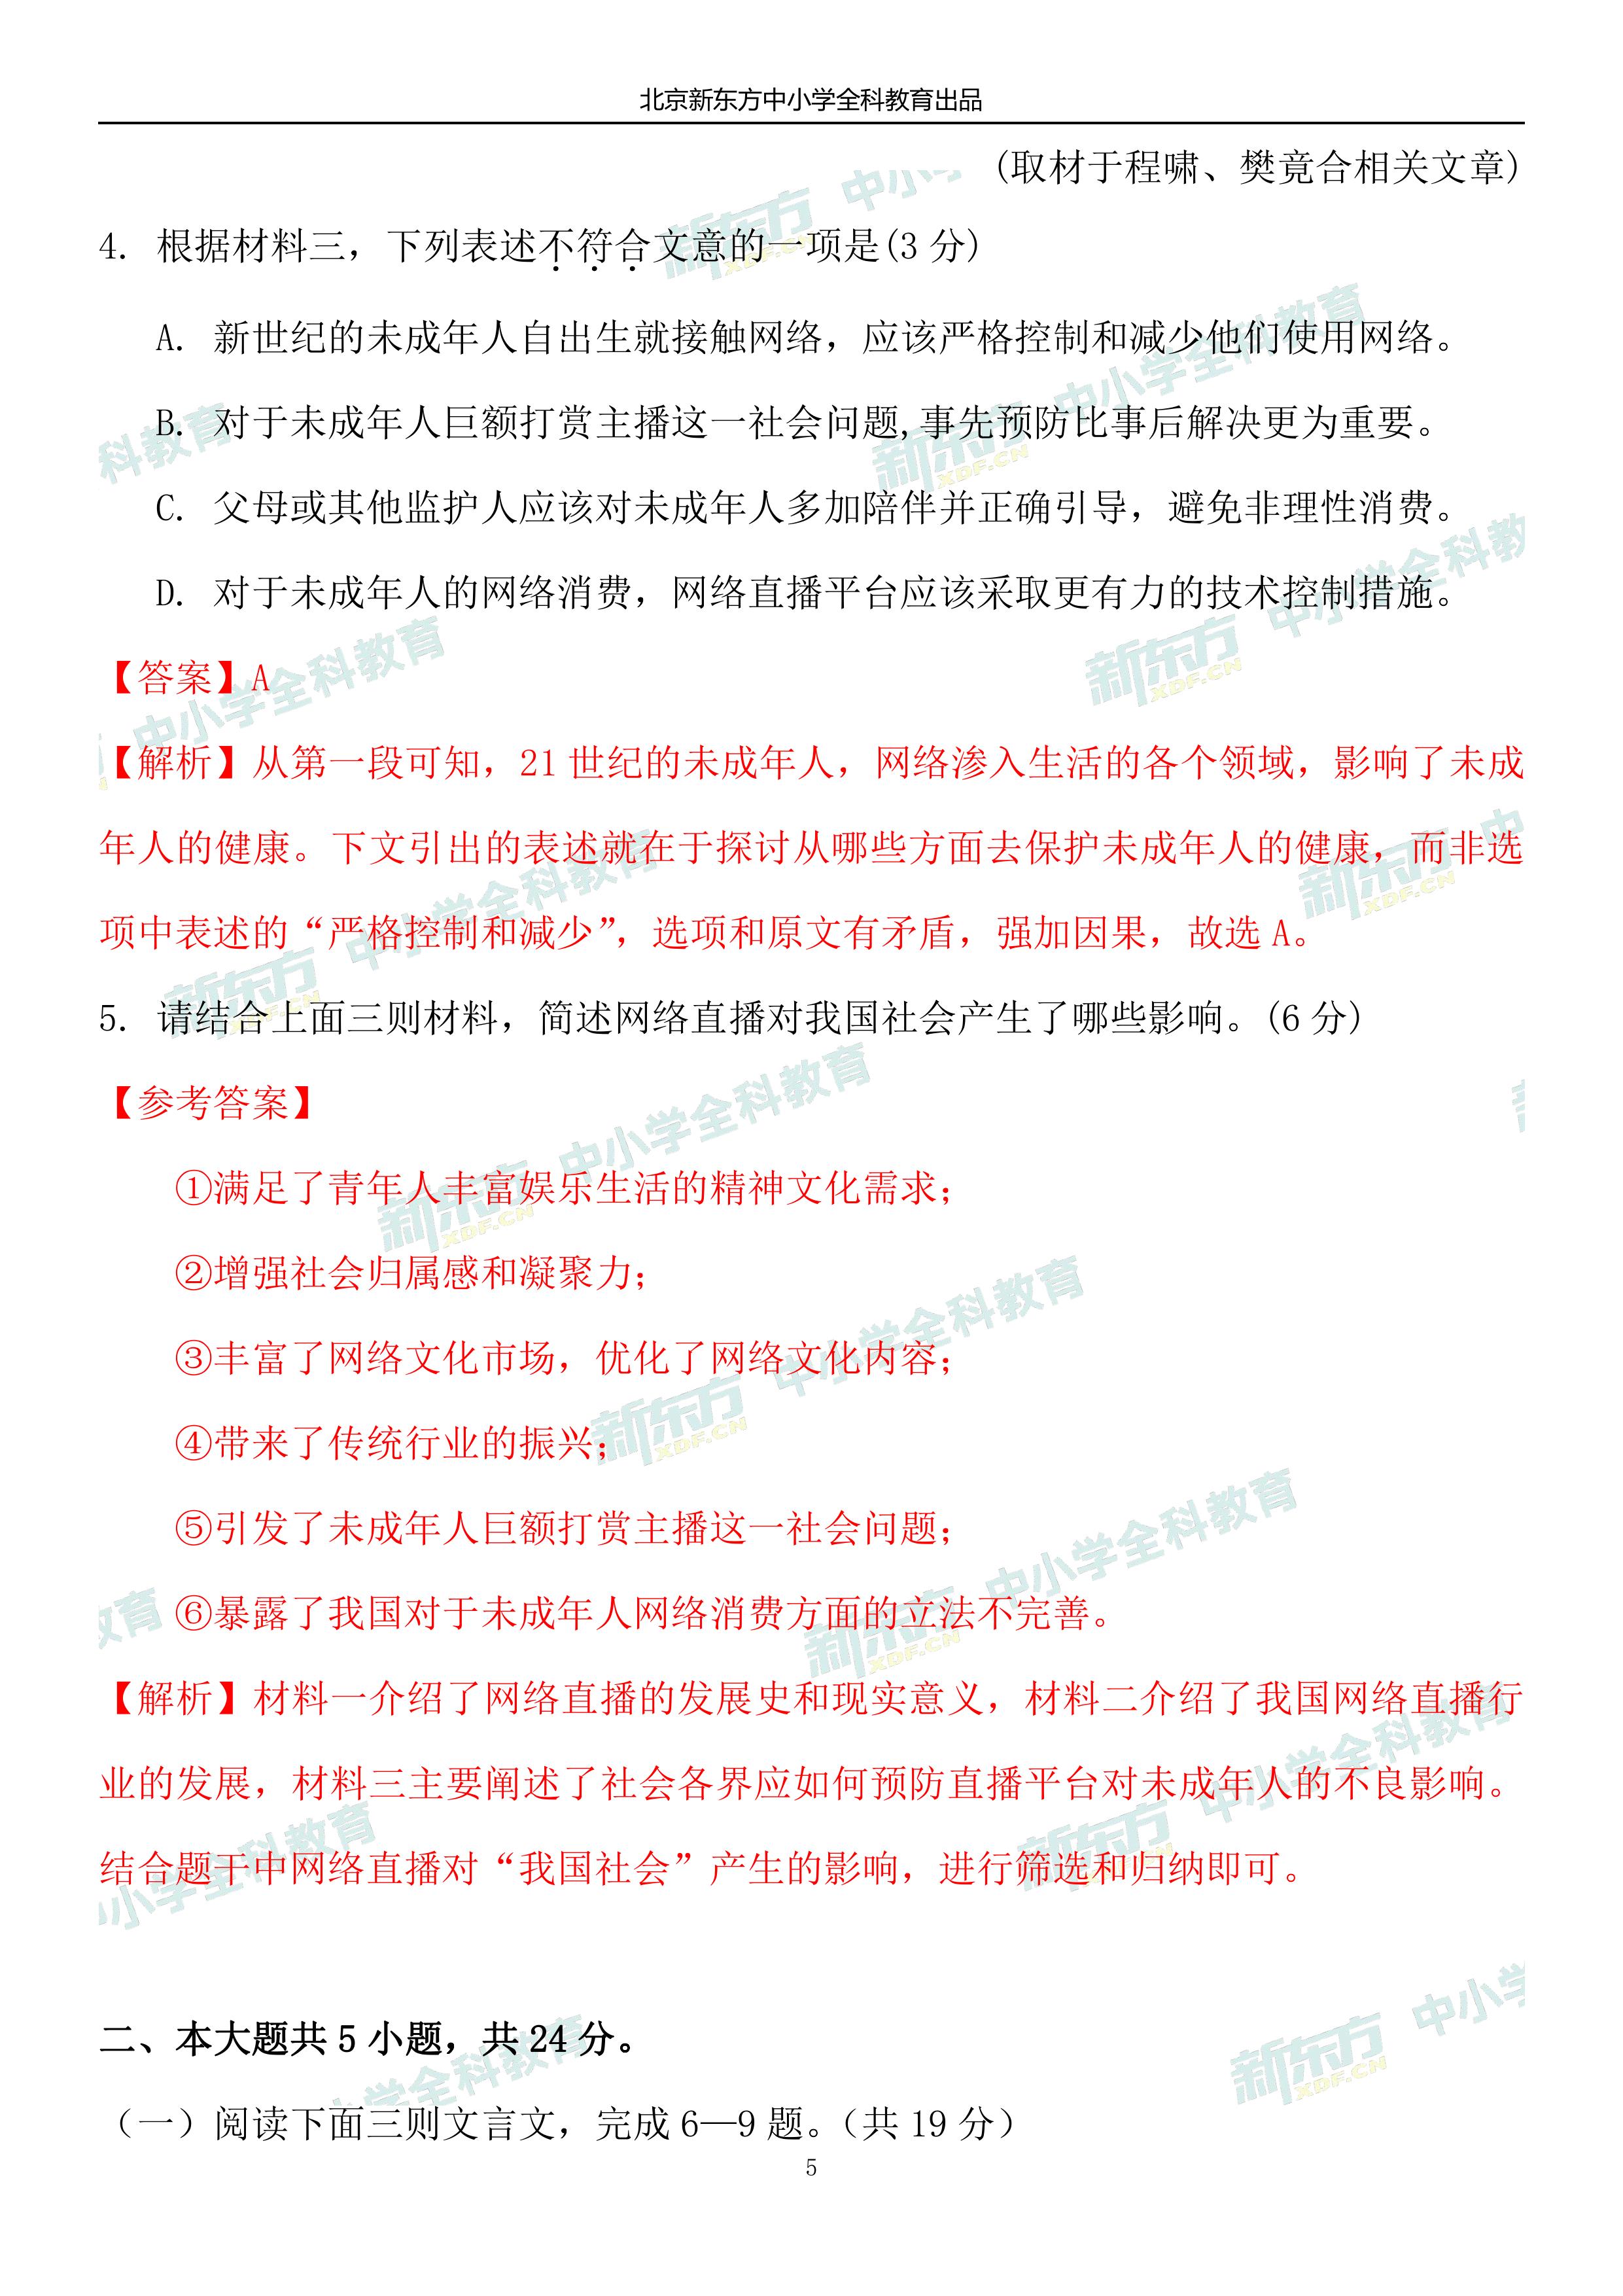 北京新东方中小学全科教育出品
(取材于程啸、樊竟合相关文章)
4. 根据材料三，下列表述不符合文意的一项是(3 分)
A. 新世纪的未成年人自出生就接触网络，应该严格控制和减少他们使用网络。
B. 对于未成年人巨额打赏主播这一社会问题,事先预防比事后解决更为重要。
C. 父母或其他监护人应该对未成年人多加陪伴并正确引导，避免非理性消费。
D. 对于未成年人的网络消费，网络直播平台应该采取更有力的技术控制措施。
【答案】A
【解析】从第一段可知，21 世纪的未成年人，网络渗入生活的各个领域，影响了未成
年人的健康。下文引出的表述就在于探讨从哪些方面去保护未成年人的健康，而非选
项中表述的“严格控制和减少”，选项和原文有矛盾，强加因果，故选 A。
5. 请结合上面三则材料，简述网络直播对我国社会产生了哪些影响。(6 分)
【参考答案】
①满足了青年人丰富娱乐生活的精神文化需求；
②增强社会归属感和凝聚力；
③丰富了网络文化市场，优化了网络文化内容；
④带来了传统行业的振兴；
⑤引发了未成年人巨额打赏主播这一社会问题；
⑥暴露了我国对于未成年人网络消费方面的立法不完善。
【解析】材料一介绍了网络直播的发展史和现实意义，材料二介绍了我国网络直播行
业的发展，材料三主要阐述了社会各界应如何预防直播平台对未成年人的不良影响。
结合题于中网络直播对“我国社会”产生的影响，进行筛选和归纳即可。
二、本大题共 5 小题，共 24 分。
（一）阅读下面三则文言文，完成 6—9 题。（共 19 分）
5
新东方 XDF.CN 中小学全科教育